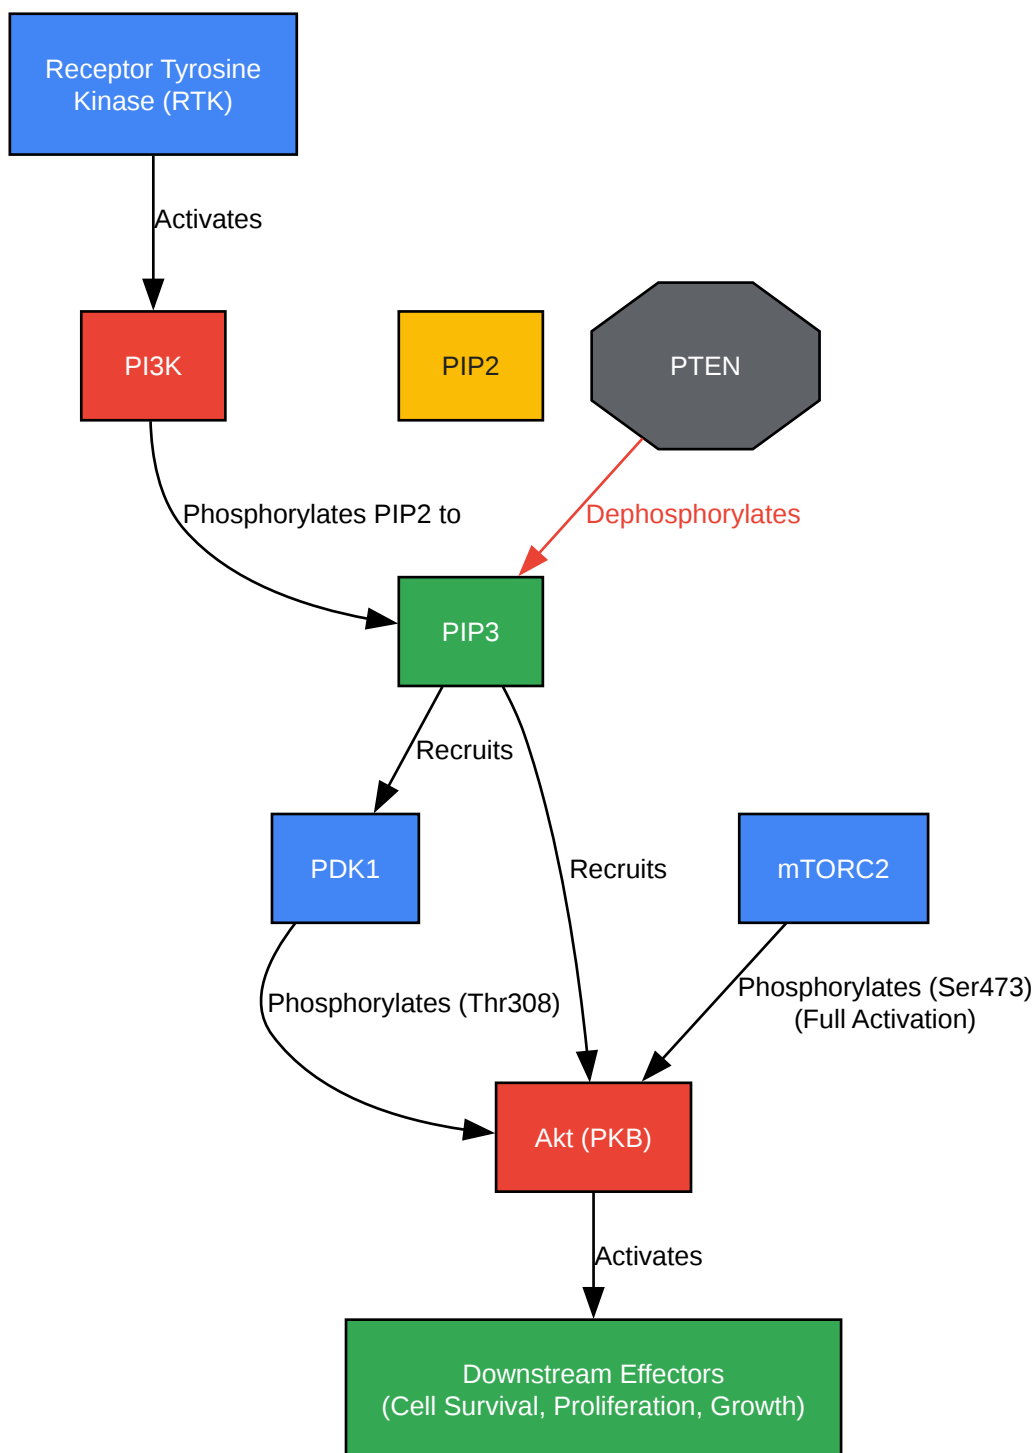 Receptor Tyrosine
Kinase (RTK)
Activates
PI3K
PIP2
PTEN
Phosphorylates PIP2 to
Dephosphorylates
PIP3
Recruits
PDK1
Recruits
mTORC2
Phosphorylates (Thr308)
Phosphorylates (Ser473)
(Full Activation)
Akt (PKB)
Activates
Downstream Effectors
(Cell Survival, Proliferation, Growth)